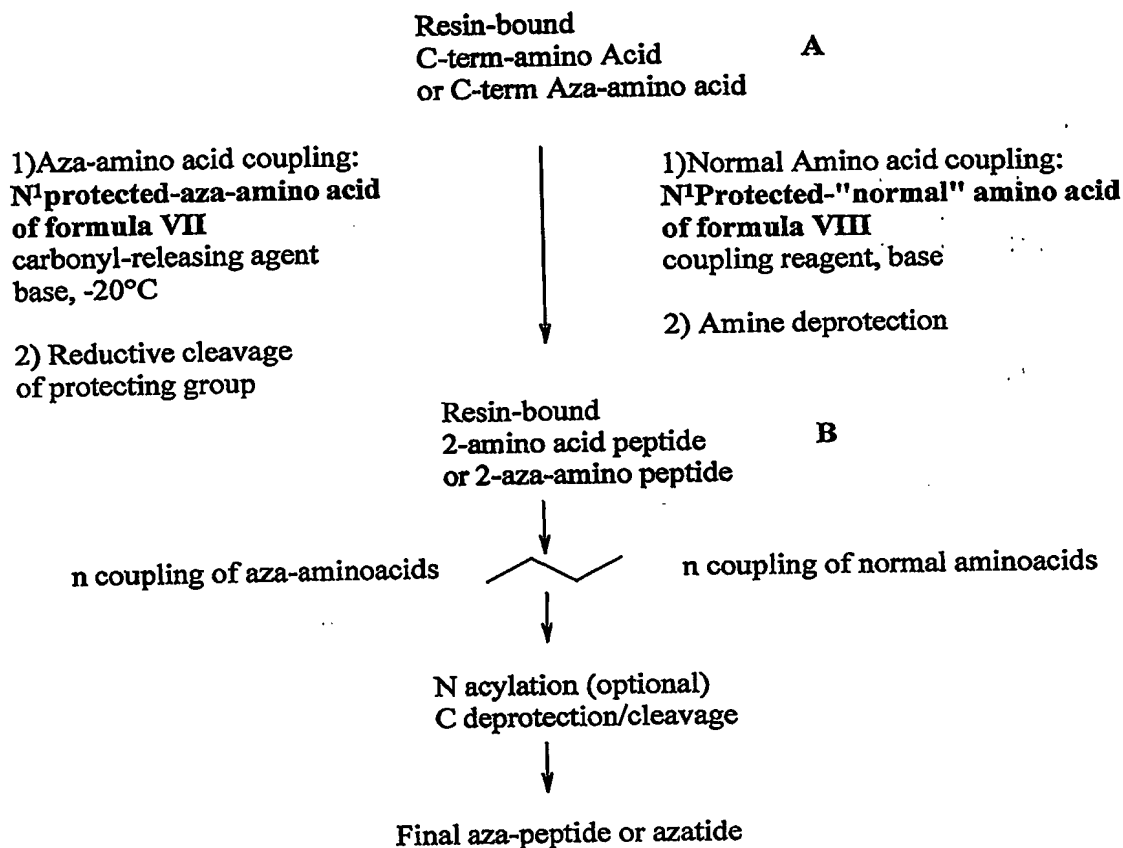 Resin-bound
C-term-amino Acid
or C-term Aza-amino acid
A
1)Aza-amino acid coupling:
N¹protected-aza-amino acid
of formula VII
carbonyl-releasing agent
base, -20°C
2) Reductive cleavage
of protecting group
1)Normal Amino acid coupling:
N¹Protected-"normal" amino acid
of formula VIII
coupling reagent, base
2) Amine deprotection
Resin-bound
2-amino acid peptide
or 2-aza-amino peptide
B
n coupling of aza-aminoacids
n coupling of normal aminoacids
N acylation (optional)
C deprotection/cleavage
Final aza-peptide or azatide